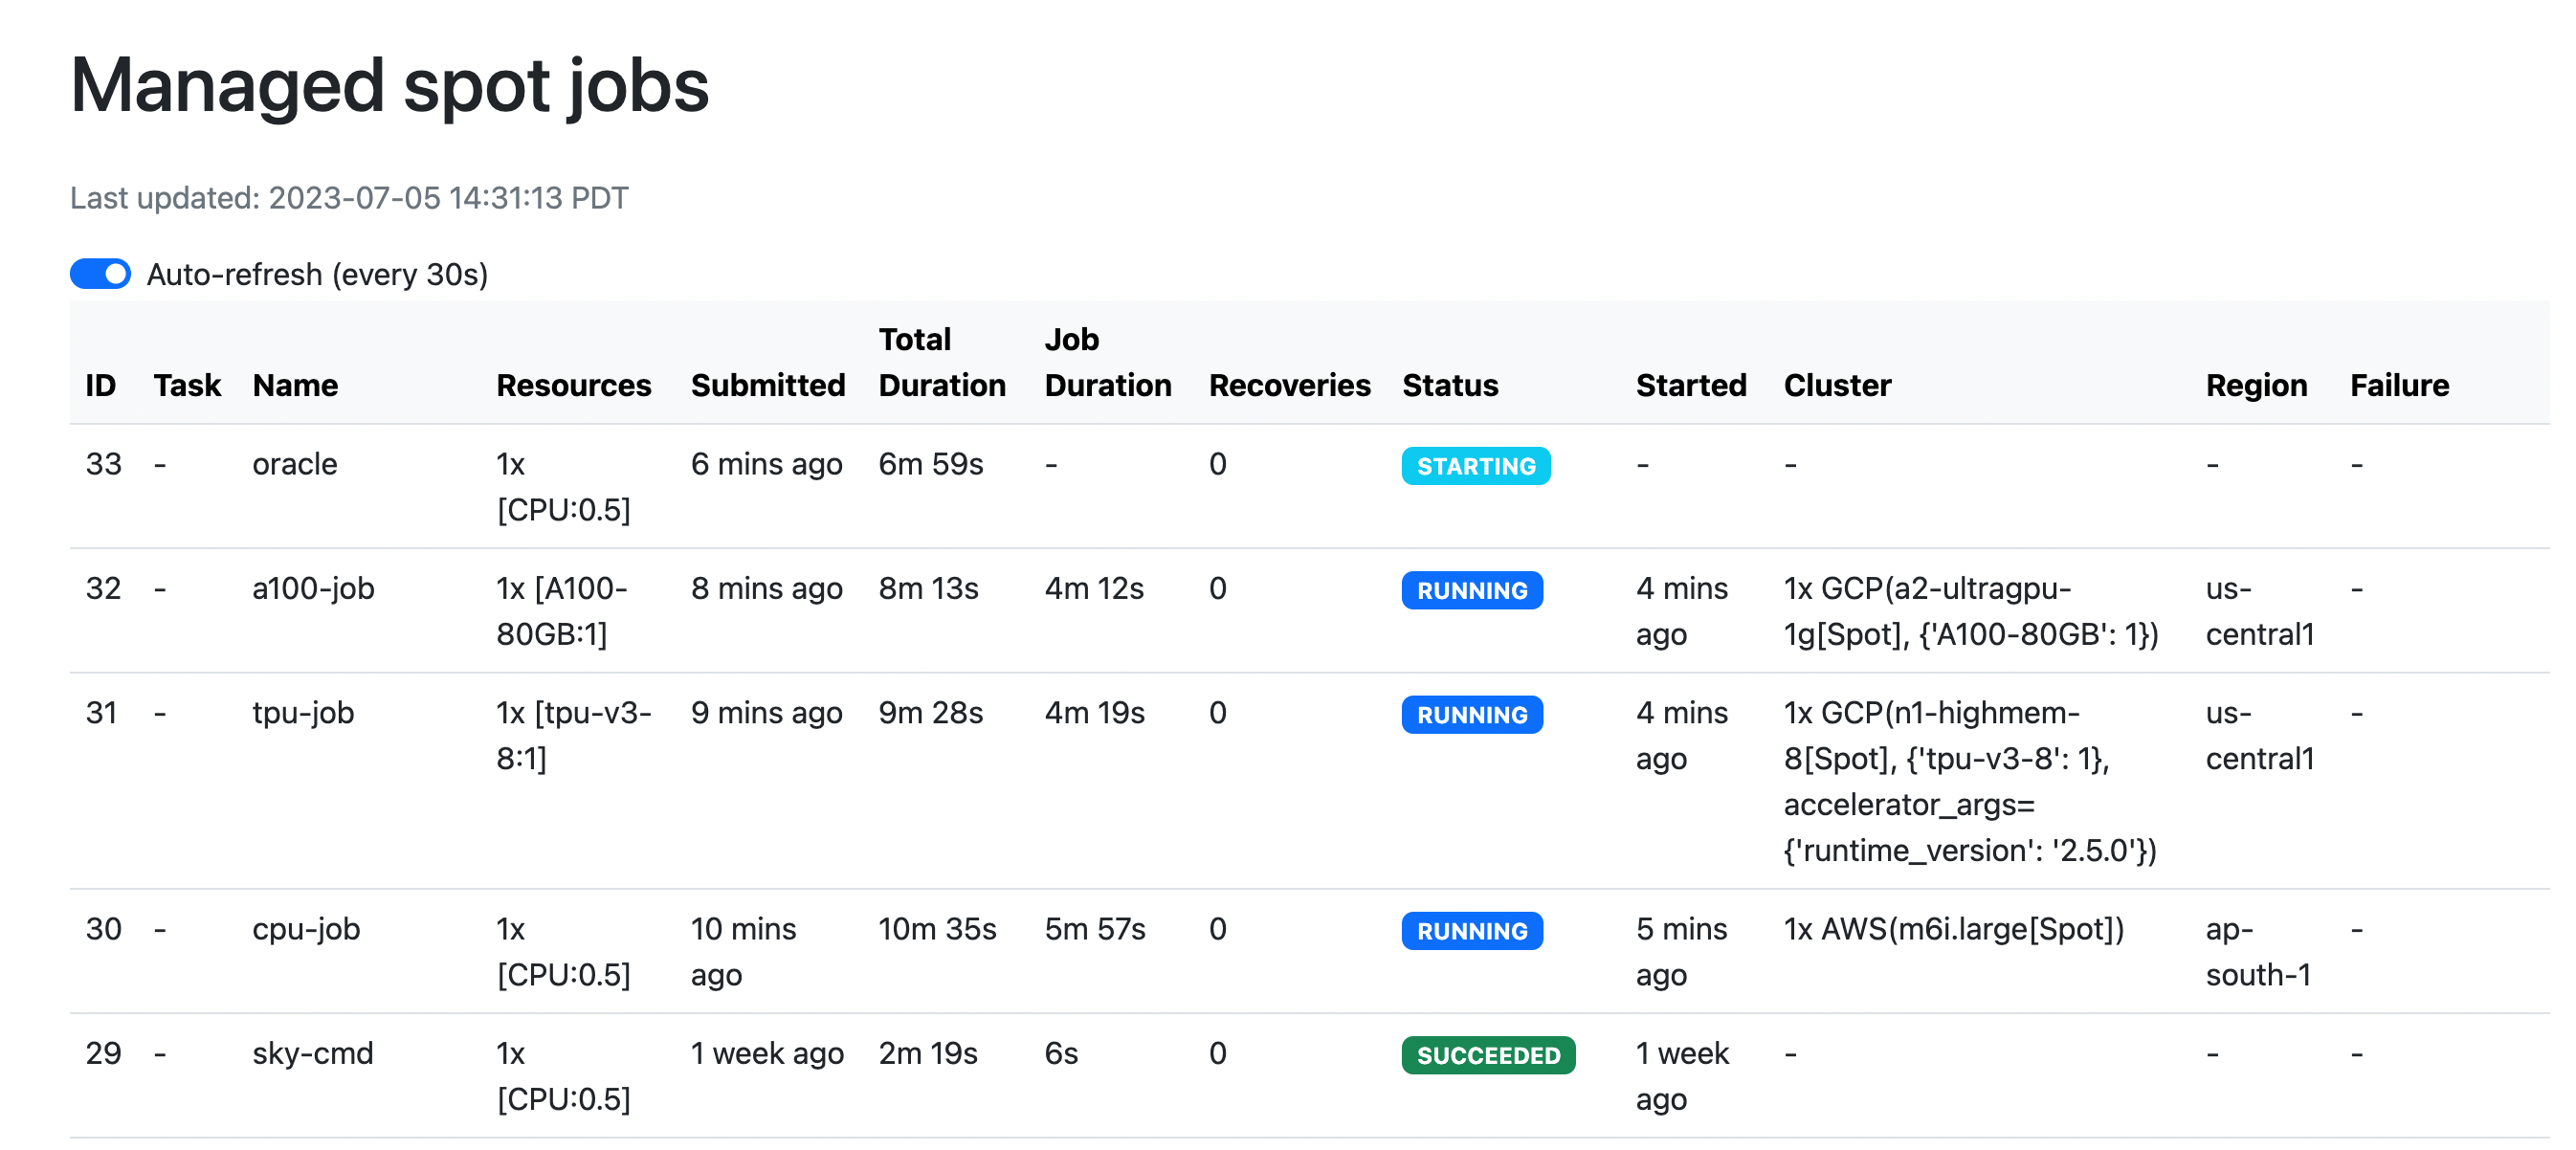 Managed spot jobs
Last updated: 2023-07-05 14:31:13 PDT
Auto-refresh (every 30s)
ID Task Name Resources Submitted Total Duration Job Duration Recoveries Status Started Cluster Region Failure
33 - oracle 1x [CPU:0.5] 6 mins ago 6m 59s - 0 STARTING - - - -
32 - a100-job 1x [A100-80GB:1] 8 mins ago 8m 13s 4m 12s 0 RUNNING 4 mins ago 1x GCP(a2-ultragpu-1g[Spot], {'A100-80GB': 1}) us-central1 -
31 - tpu-job 1x [tpu-v3-8:1] 9 mins ago 9m 28s 4m 19s 0 RUNNING 4 mins ago 1x GCP(n1-highmem-8[Spot], {'tpu-v3-8': 1}, accelerator_args={'runtime_version': '2.5.0'}) us-central1 -
30 - cpu-job 1x [CPU:0.5] 10 mins ago 10m 35s 5m 57s 0 RUNNING 5 mins ago 1x AWS(m6i.large[Spot]) ap-south-1 -
29 - sky-cmd 1x [CPU:0.5] 1 week ago 2m 19s 6s 0 SUCCEEDED 1 week ago - - -